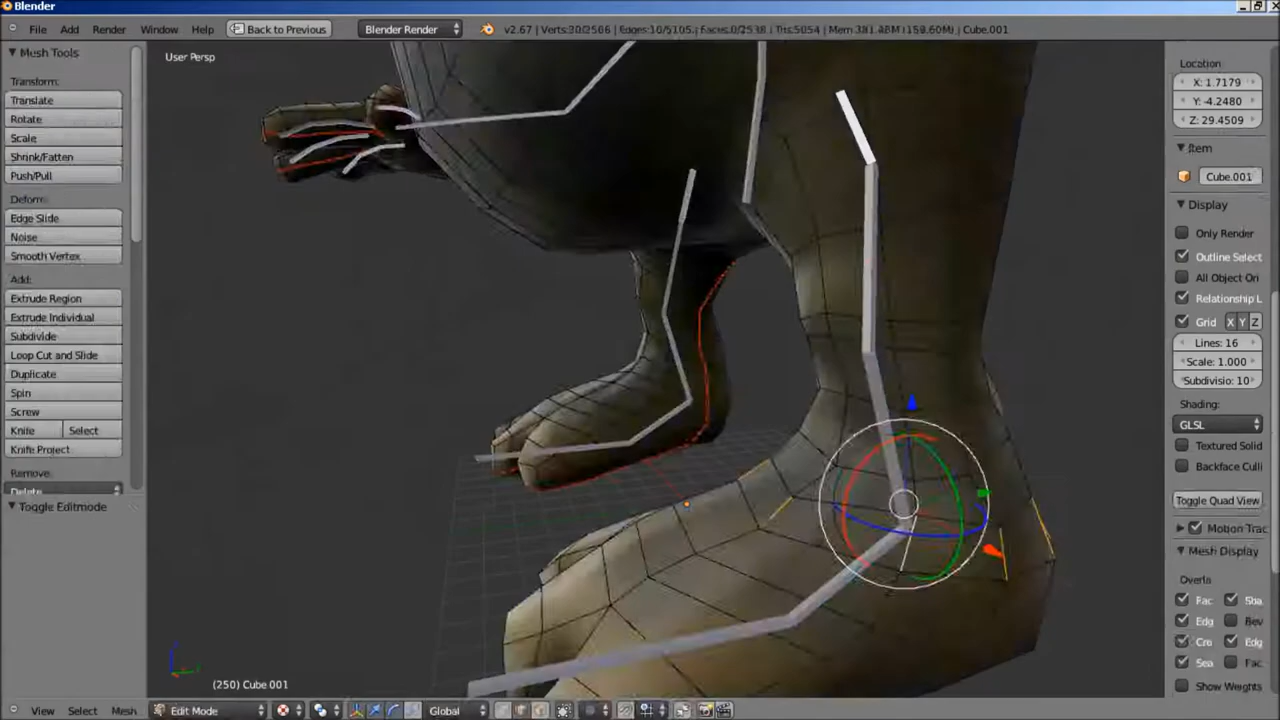 Blender
File Add Render Window Help Back to Previous Blender Render v2.67 | Verts:30/2566 | Edges:10/5105 | Faces:0/2538 | Tris:5054 | Mem:381.48M (159.60M) | Cube.001
Mesh Tools
User Persp
Transform:
Translate
Rotate
Scale
Shrink/Fatten
Push/Pull
Deform:
Edge Slide
Noise
Smooth Vertex
Add:
Extrude Region
Extrude Individual
Subdivide
Loop Cut and Slide
Duplicate
Spin
Screw
Knife Select
Knife Project
Remove:
Delete
Toggle Editmode
Location
X: 1.7179
Y: -4.2480
Z: 29.4509
Item
Cube.001
Display
Only Render
Outline Select
All Object Ori
Relationship L
Grid X Y Z
Lines: 16
Scale: 1.000
Subdivisio: 10
Shading:
GLSL
Textured Solid
Backface Culli
Toggle Quad View
Motion Trac
Mesh Display
Overla
Fac Sha
Edg Bev
Cre Edg
Sea Fac
Show Weights
(250) Cube.001
View Select Mesh Edit Mode Global